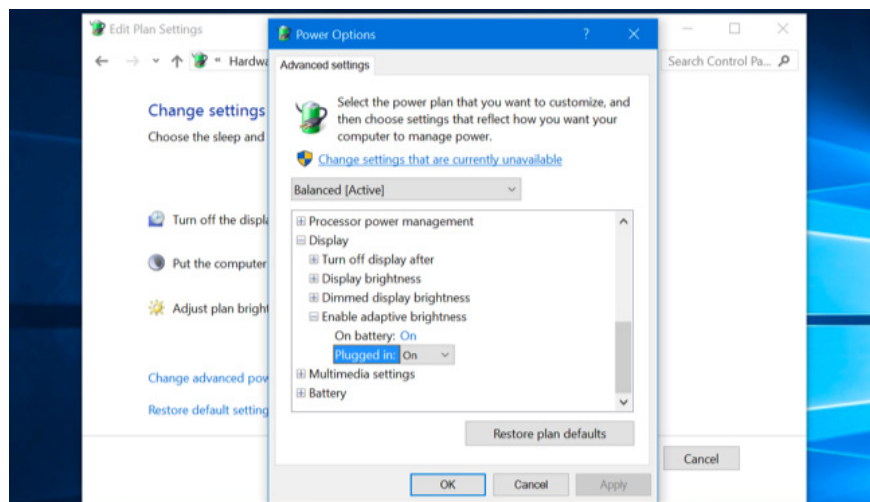 Edit Plan Settings
Hardwa
Search Control Pa...
Change settings
Choose the sleep and
Turn off the displa
Put the computer
Adjust plan bright
Change advanced pow
Restore default setting
Cancel
Power Options
Advanced settings
Select the power plan that you want to customize, and
then choose settings that reflect how you want your
computer to manage power.
Change settings that are currently unavailable
Balanced [Active]
Processor power management
Display
Turn off display after
Display brightness
Dimmed display brightness
Enable adaptive brightness
On battery: On
Plugged in: On
Multimedia settings
Battery
Restore plan defaults
OK Cancel Apply